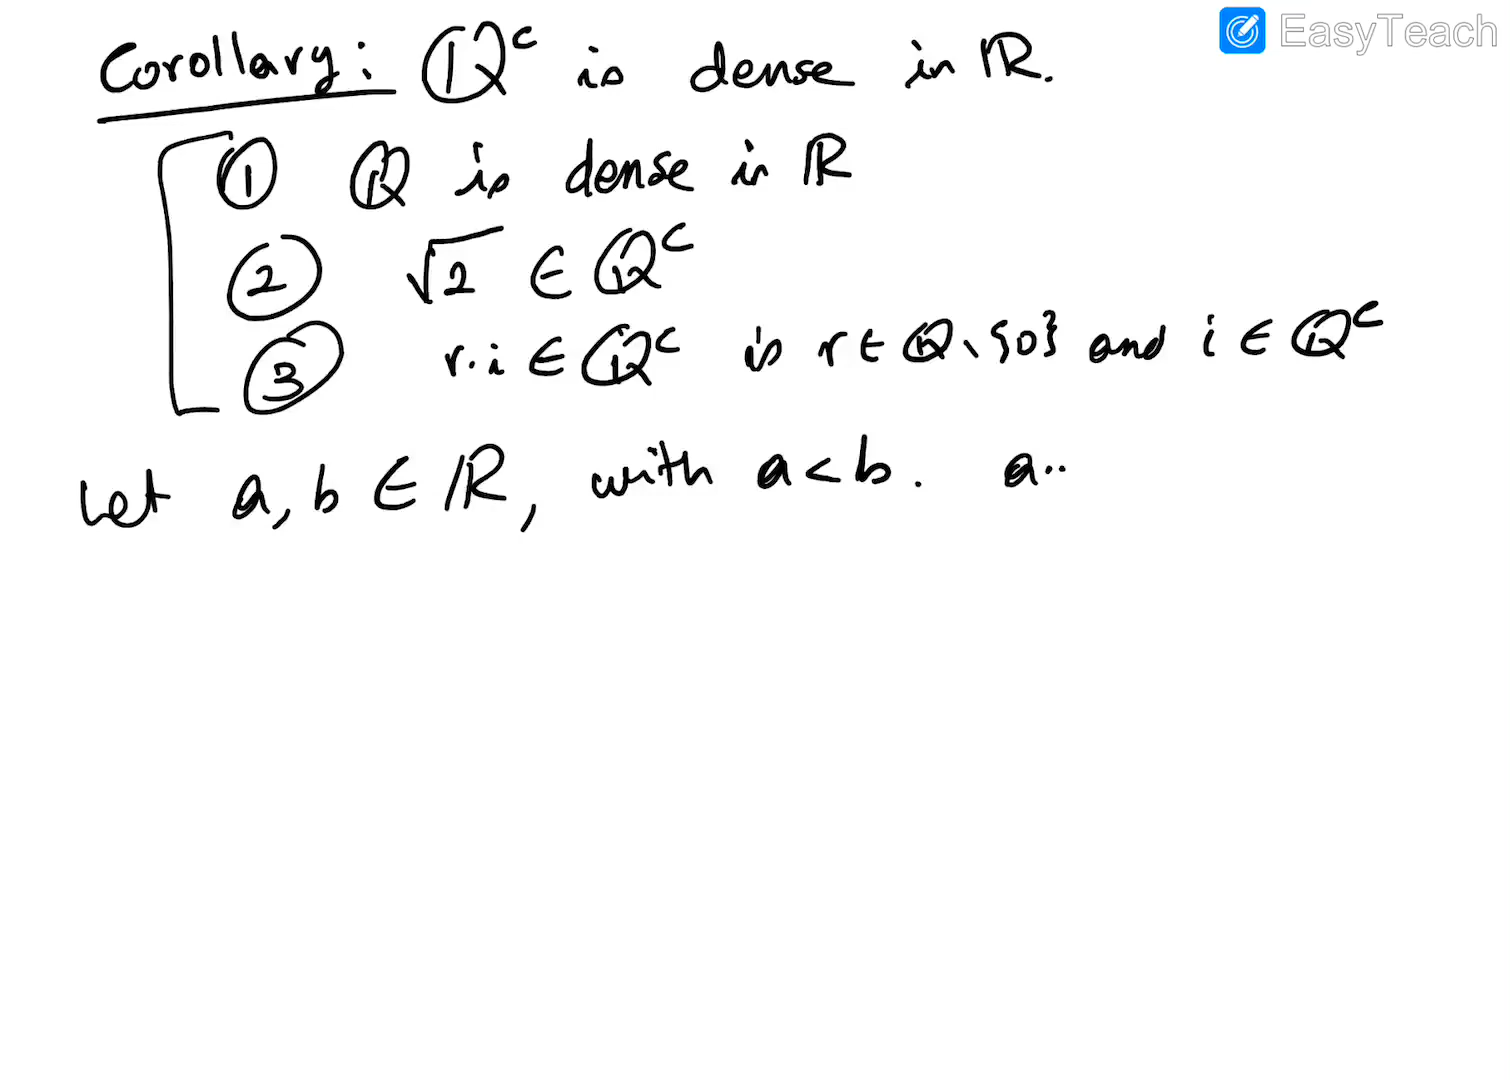 Corollary: ℚᶜ is dense in ℝ.
EasyTeach
① ℚ is dense in ℝ
② √2 ∈ ℚᶜ
③ r.i ∈ ℚᶜ is r ∈ ℚ \ {0} and i ∈ ℚᶜ
Let a, b ∈ ℝ, with a < b. a..